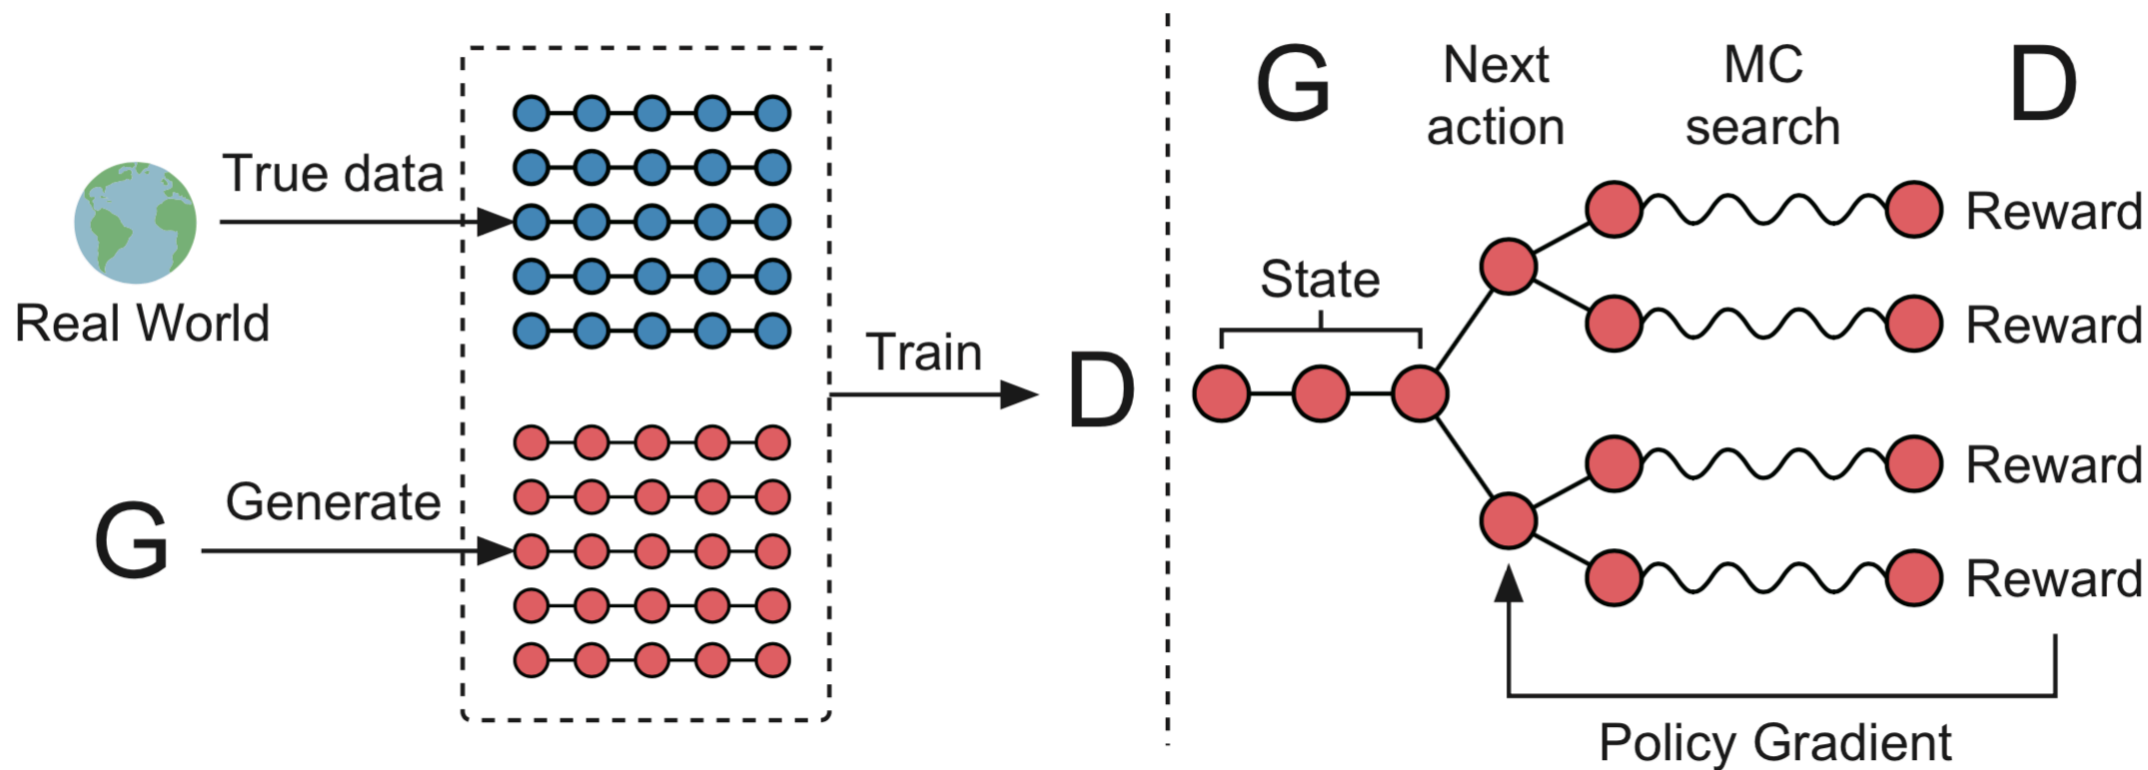 True data
Real World
G
Generate
Train
D
G
Next
action
MC
search
D
State
Reward
Reward
Reward
Reward
Policy Gradient